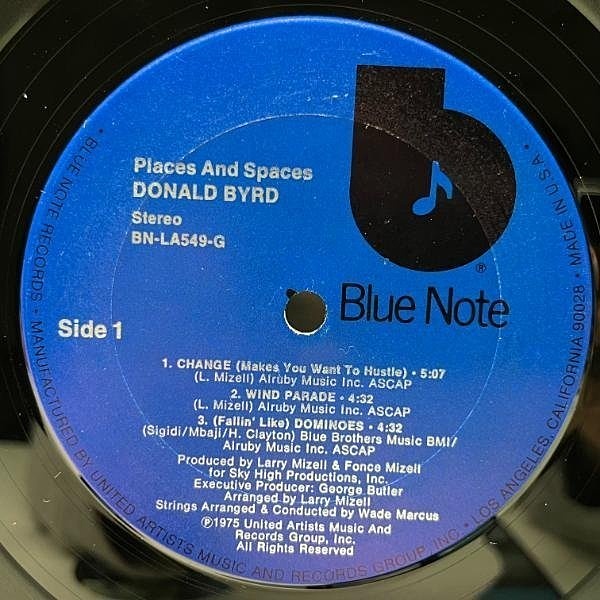 Places And Spaces
DONALD BYRD
Stereo
BN-LA549-G
®
Blue Note
Side 1
1. CHANGE (Makes You Want To Hustle) • 5:07
(L. Mizell) Alruby Music Inc. ASCAP
2. WIND PARADE • 4:32
(L. Mizell) Alruby Music Inc. ASCAP
3. (Fallin' Like) DOMINOES • 4:32
(Sigidi/Mbaji/H. Clayton) Blue Brothers Music BMI/
Alruby Music Inc. ASCAP
Produced by Larry Mizell & Fonce Mizell
for Sky High Productions, Inc.
Executive Producer: George Butler
Arranged by Larry Mizell
Strings Arranged & Conducted by Wade Marcus
℗1975 United Artists Music And
Records Group, Inc.
All Rights Reserved
• BLUE NOTE RECORDS • MANUFACTURED BY UNITED ARTISTS MUSIC AND RECORDS GROUP, INC. • LOS ANGELES, CALIFORNIA 90028 • MADE IN U.S.A. •